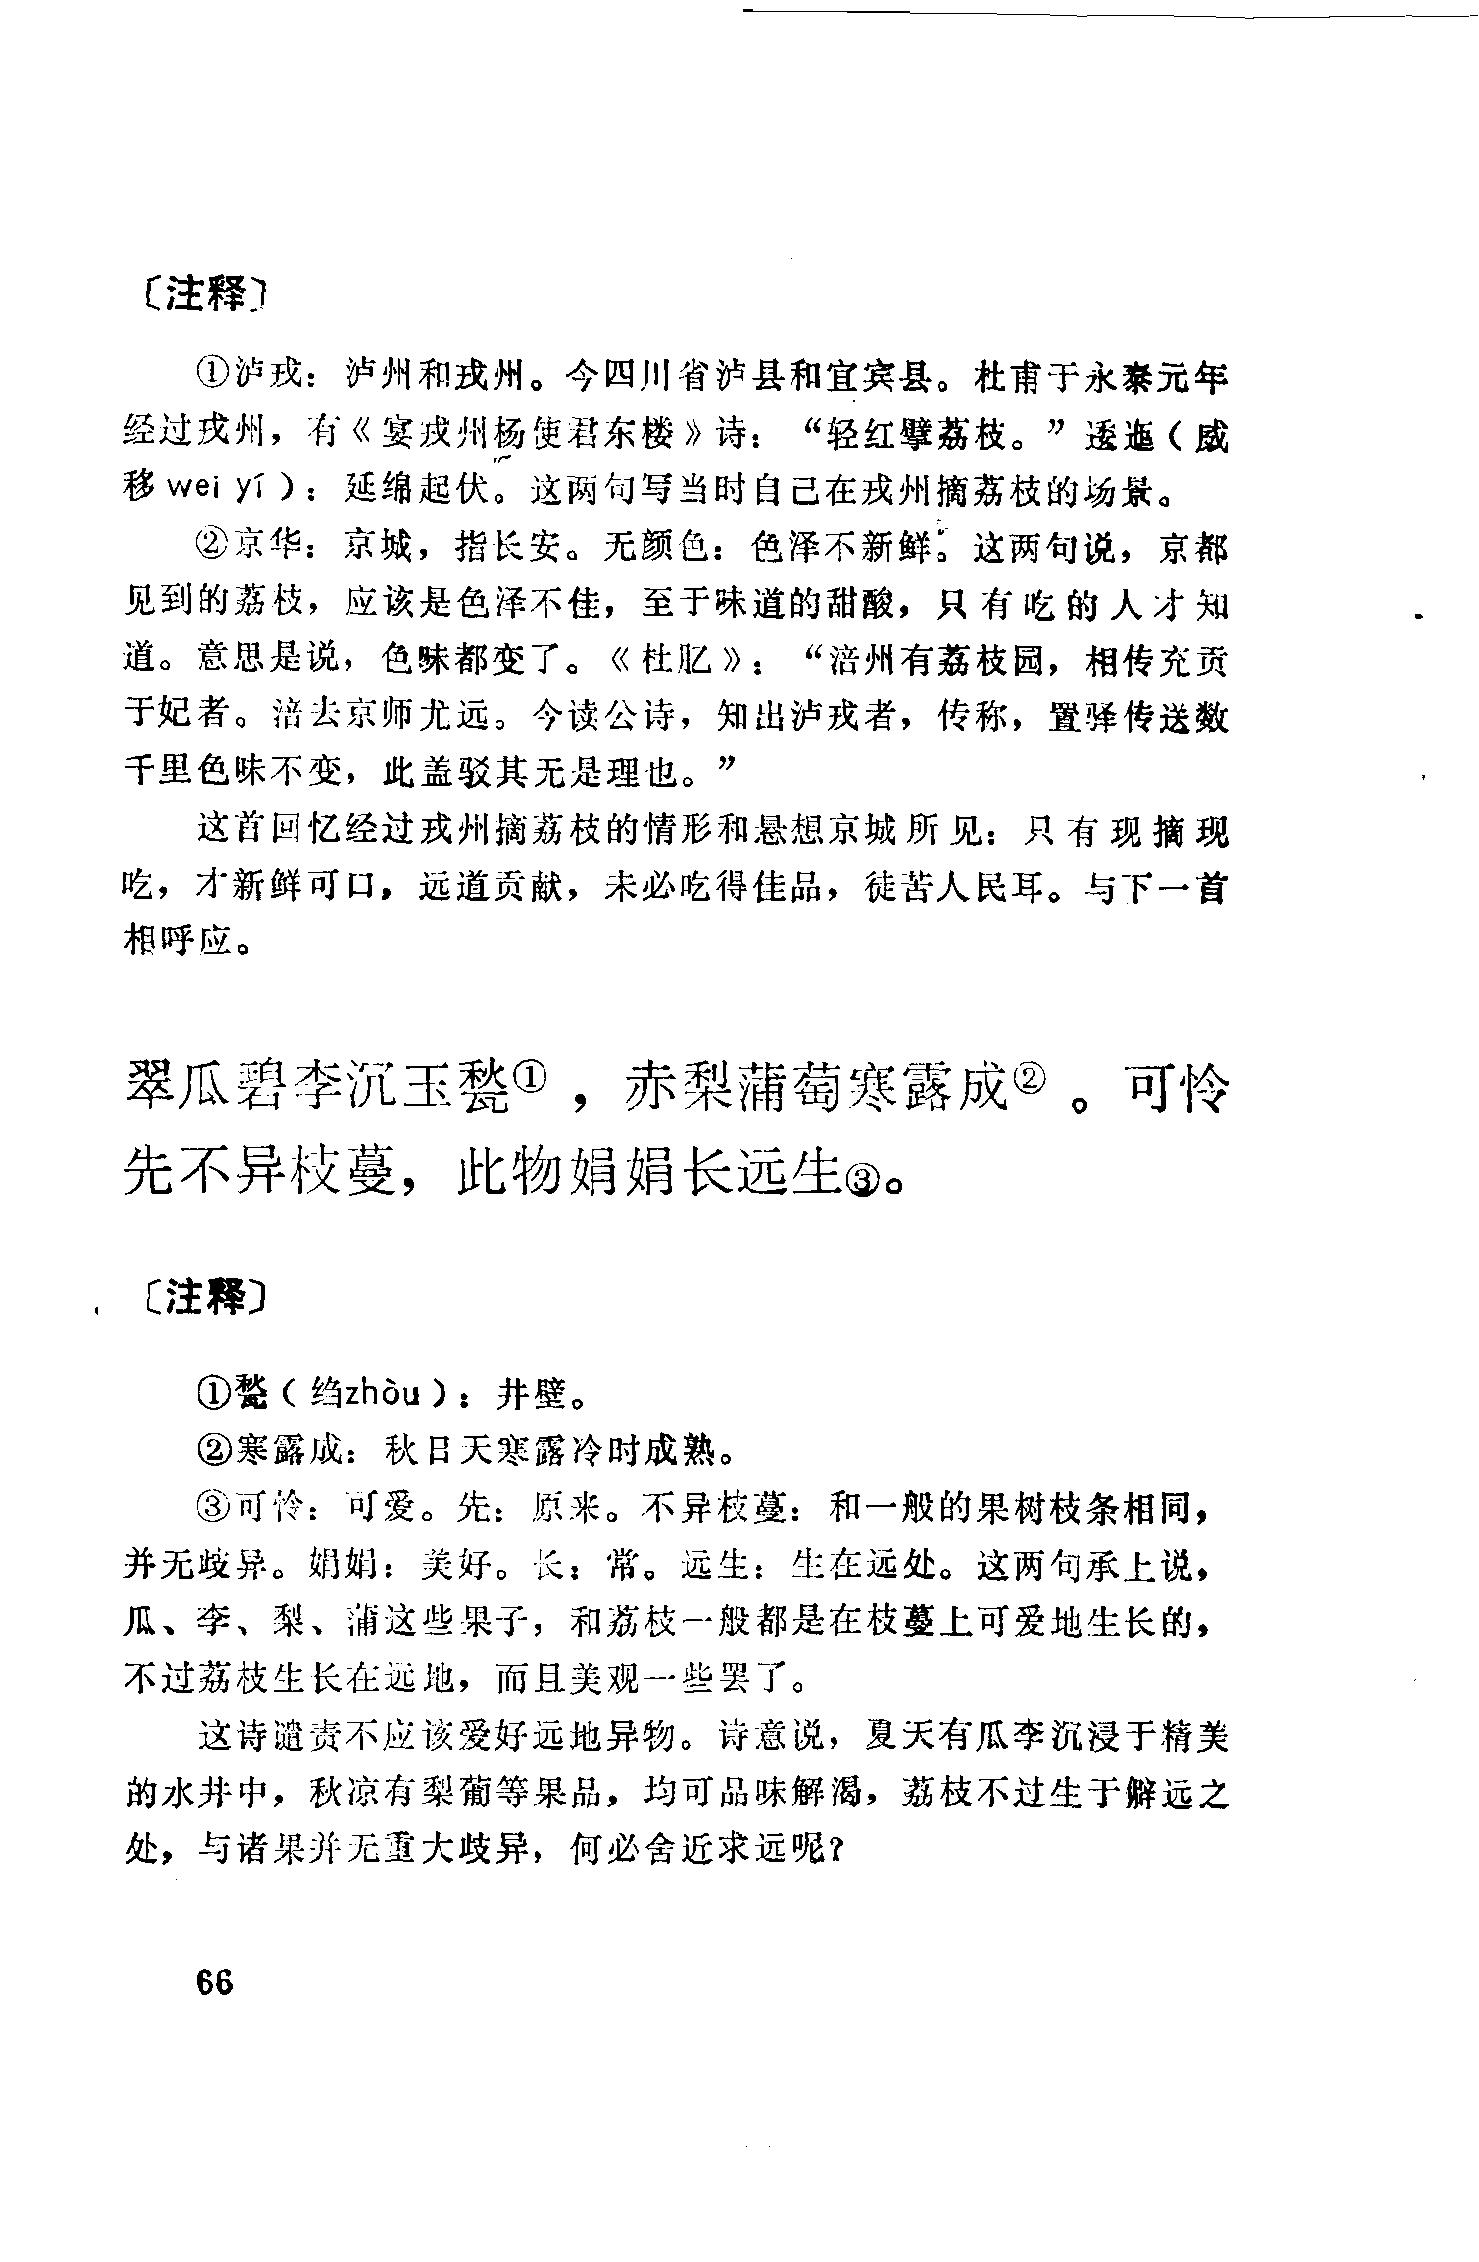 〔注释〕
①泸戎：泸州和戎州。今四川省泸县和宜宾县。杜甫于永泰元年
经过戎州，有《宴戎州杨使君东楼》诗：“轻红擘荔枝。”逶迤（威
移 wei yí）：延绵起伏。这两句写当时自己在戎州摘荔枝的场景。
②京华：京城，指长安。无颜色：色泽不新鲜。这两句说，京都
见到的荔枝，应该是色泽不佳，至于味道的甜酸，只有吃的人才知
道。意思是说，色味都变了。《杜肊》：“涪州有荔枝园，相传充贡
于妃者。涪去京师尤远。今读公诗，知出泸戎者，传称，置驿传送数
千里色味不变，此盖驳其无是理也。”
这首回忆经过戎州摘荔枝的情形和悬想京城所见：只有现摘现
吃，才新鲜可口，远道贡献，未必吃得佳品，徒苦人民耳。与下一首
相呼应。
翠瓜碧李沉玉甃①，赤梨蒲萄寒露成②。可怜
先不异枝蔓，此物娟娟长远生③。
〔注释〕
①甃（绉zhòu）：井壁。
②寒露成：秋日天寒露冷时成熟。
③可怜：可爱。先：原来。不异枝蔓：和一般的果树枝条相同，
并无歧异。娟娟：美好。长：常。远生：生在远处。这两句承上说，
瓜、李、梨、蒲这些果子，和荔枝一般都是在枝蔓上可爱地生长的，
不过荔枝生长在远地，而且美观一些罢了。
这诗谴责不应该爱好远地异物。诗意说，夏天有瓜李沉浸于精美
的水井中，秋凉有梨葡等果品，均可品味解渴，荔枝不过生于僻远之
处，与诸果并无重大歧异，何必舍近求远呢？
66